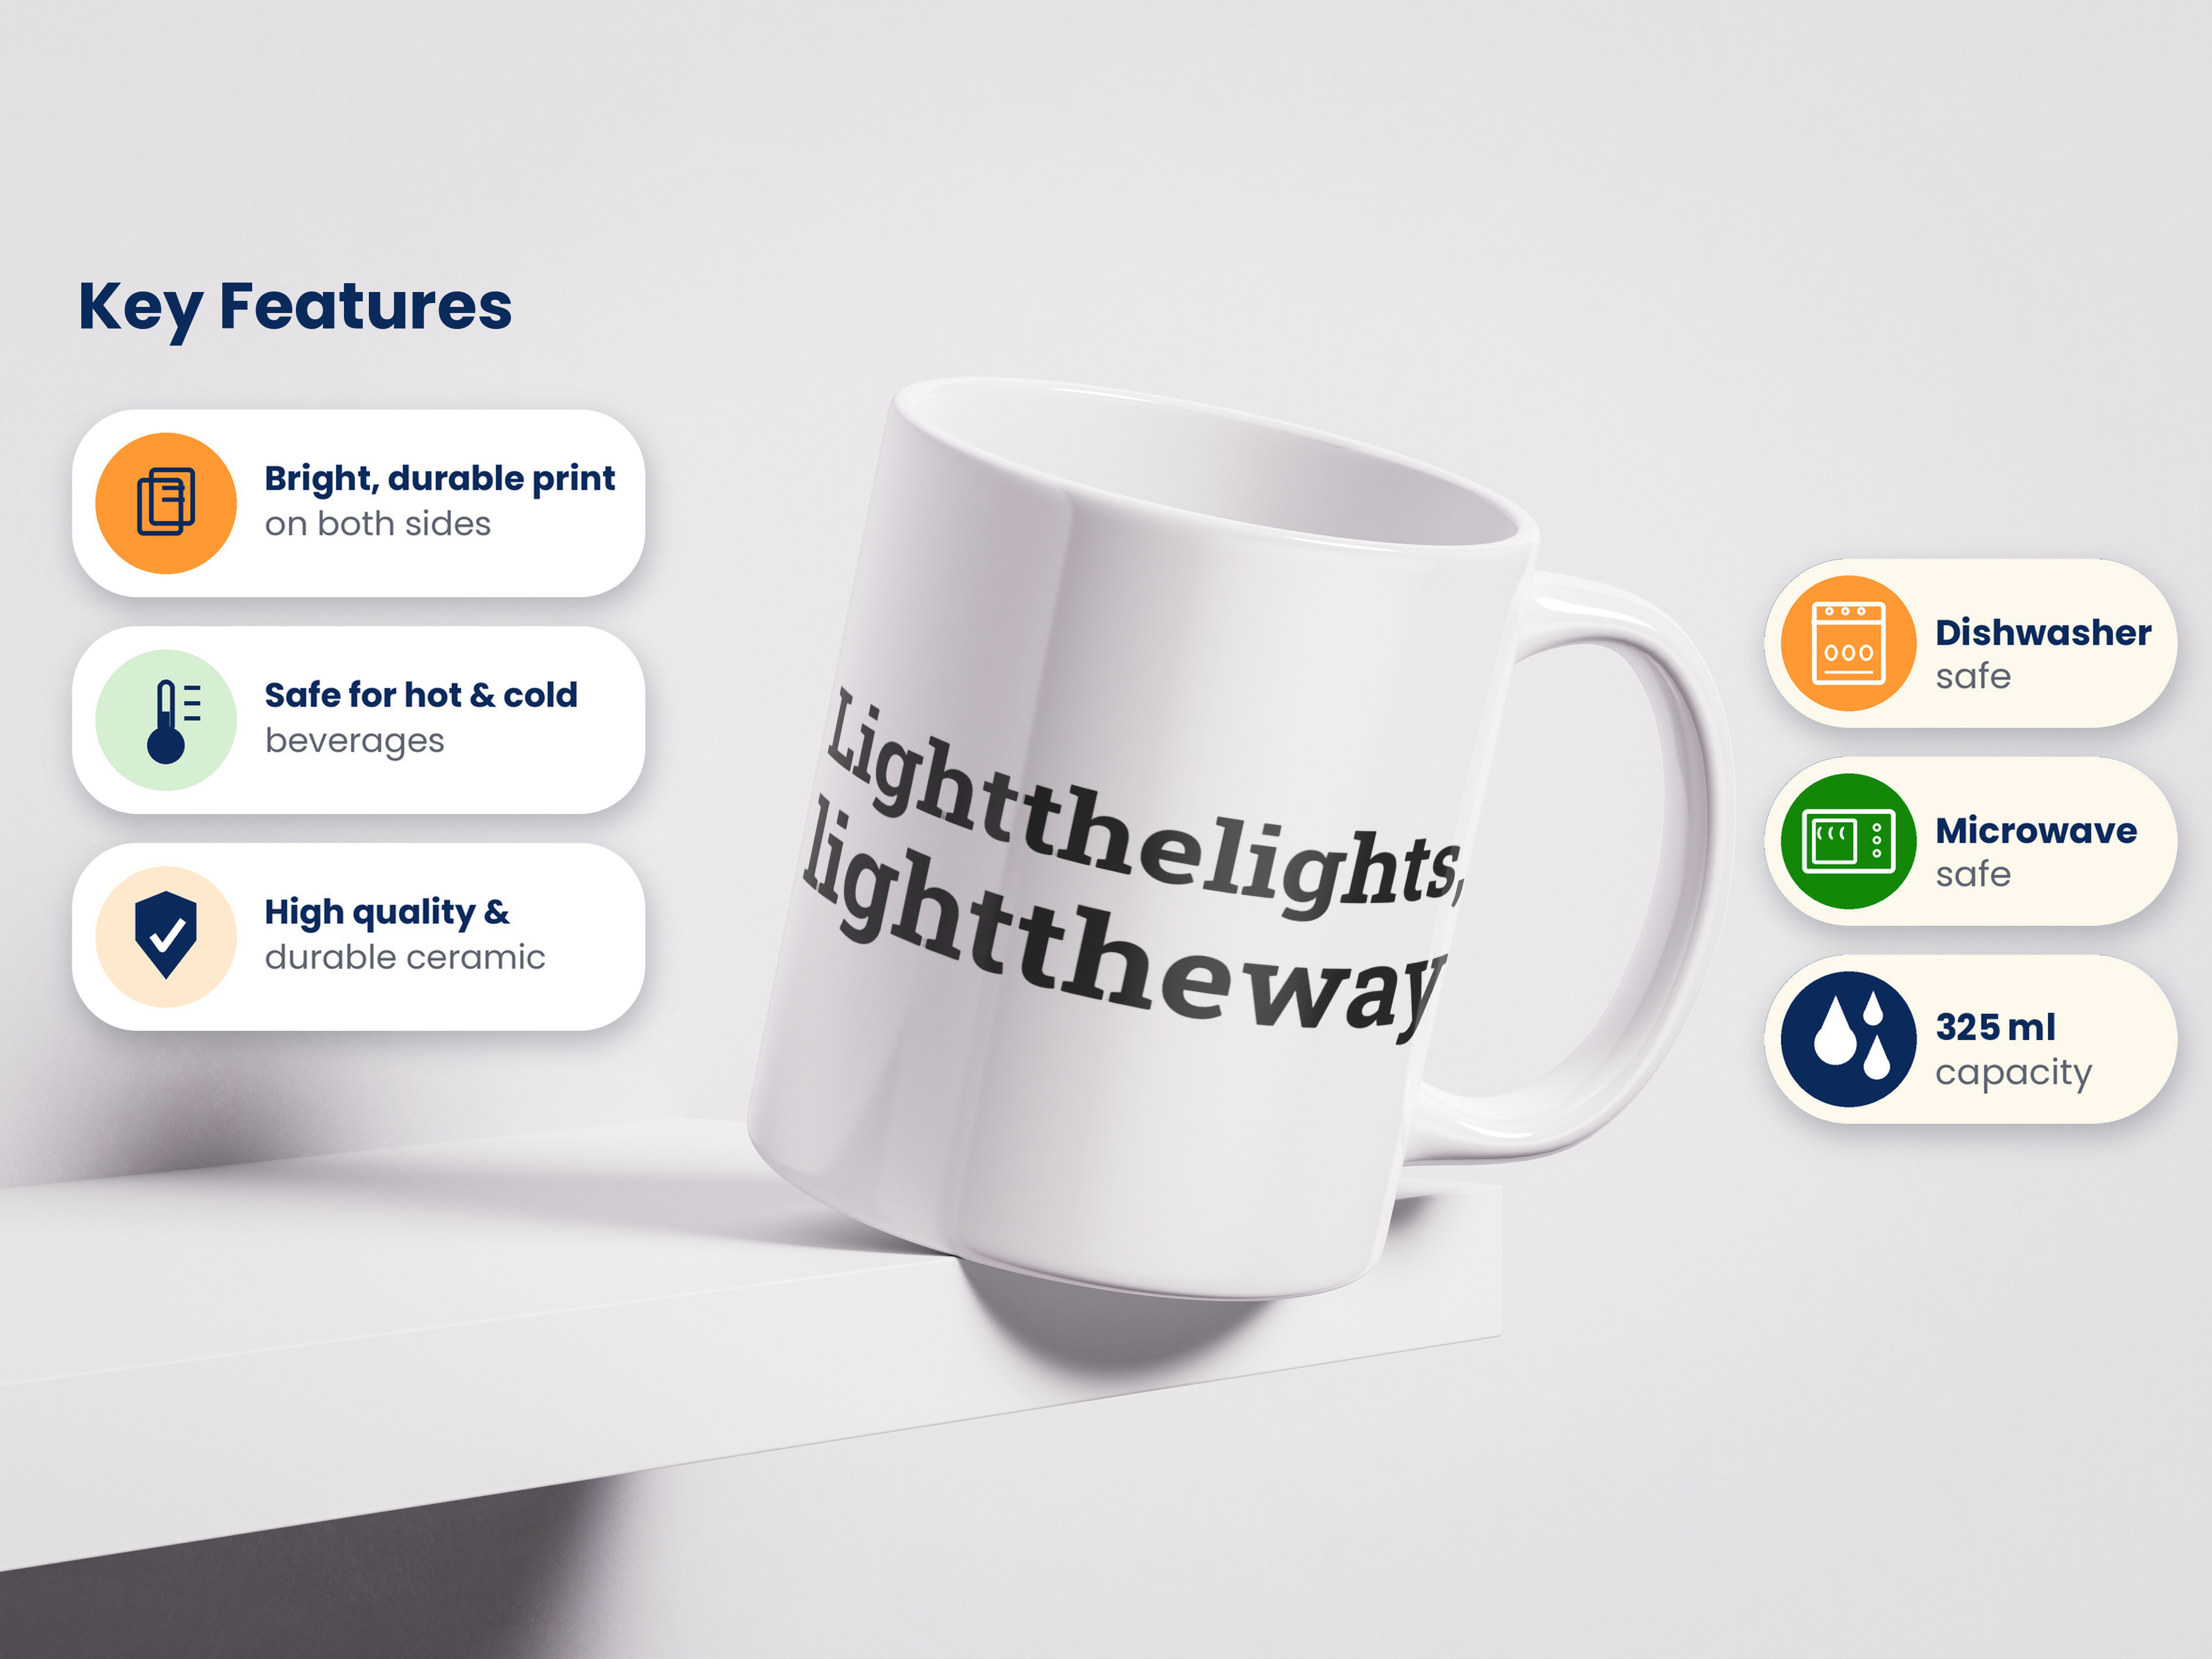 Key Features
Bright, durable print
on both sides
Safe for hot & cold
beverages
High quality &
durable ceramic
Lightthelights,
lighttheway
Dishwasher
safe
Microwave
safe
325 ml
capacity